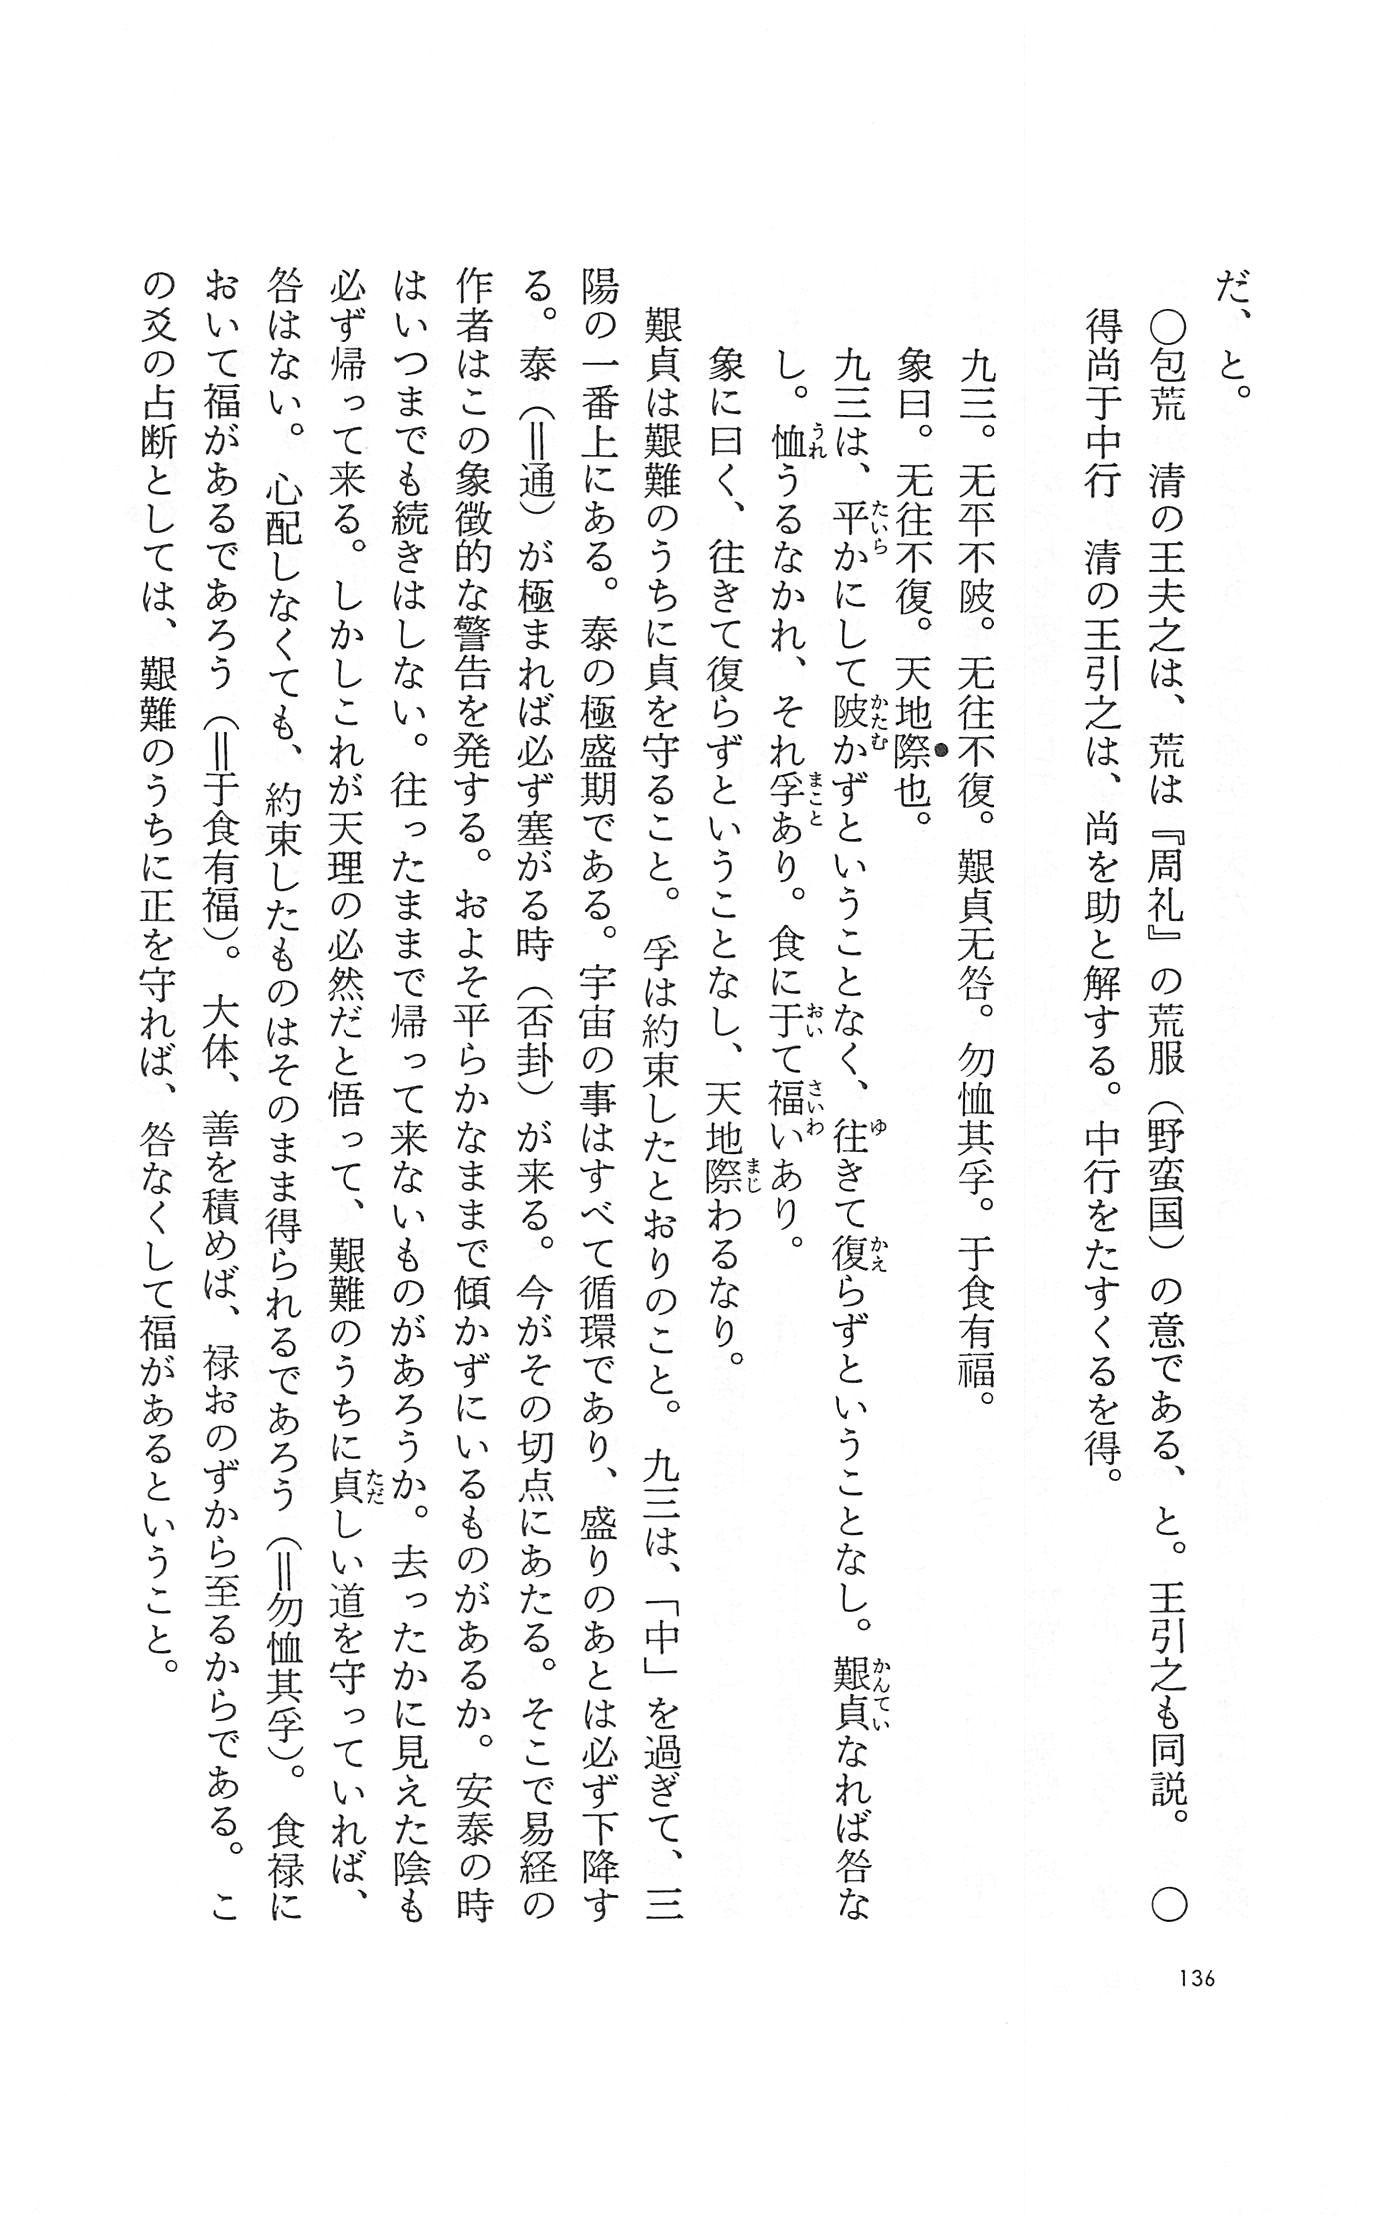 だ、と。
〇包荒　清の王夫之は、荒は『周礼』の荒服（野蛮国）の意である、と。王引之も同説。　〇
得尚于中行　清の王引之は、尚を助と解する。中行をたすくるを得。
九三。无平不陂。无往不復。艱貞无咎。勿恤其孚。于食有福。
象曰。无往不復。天地際也。
九三は、平かにして陂かずということなく、往きて復らずということなし。艱貞なれば咎な
し。恤うるなかれ、それ孚あり。食に于て福いあり。
象に曰く、往きて復らずということなし、天地際わるなり。
艱貞は艱難のうちに貞を守ること。孚は約束したとおりのこと。九三は、「中」を過ぎて、三
陽の一番上にある。泰の極盛期である。宇宙の事はすべて循環であり、盛りのあとは必ず下降す
る。泰（＝通）が極まれば必ず塞がる時（否卦）が来る。今がその切点にあたる。そこで易経の
作者はこの象徴的な警告を発する。およそ平らかなままで傾かずにいるものがあるか。安泰の時
はいつまでも続きはしない。往ったままで帰って来ないものがあろうか。去ったかに見えた陰も
必ず帰って来る。しかしこれが天理の必然だと悟って、艱難のうちに貞しい道を守っていれば、
咎はない。心配しなくても、約束したものはそのまま得られるであろう（＝勿恤其孚）。食禄に
おいて福があるであろう（＝于食有福）。大体、善を積めば、禄おのずから至るからである。こ
の爻の占断としては、艱難のうちに正を守れば、咎なくして福があるということ。
136